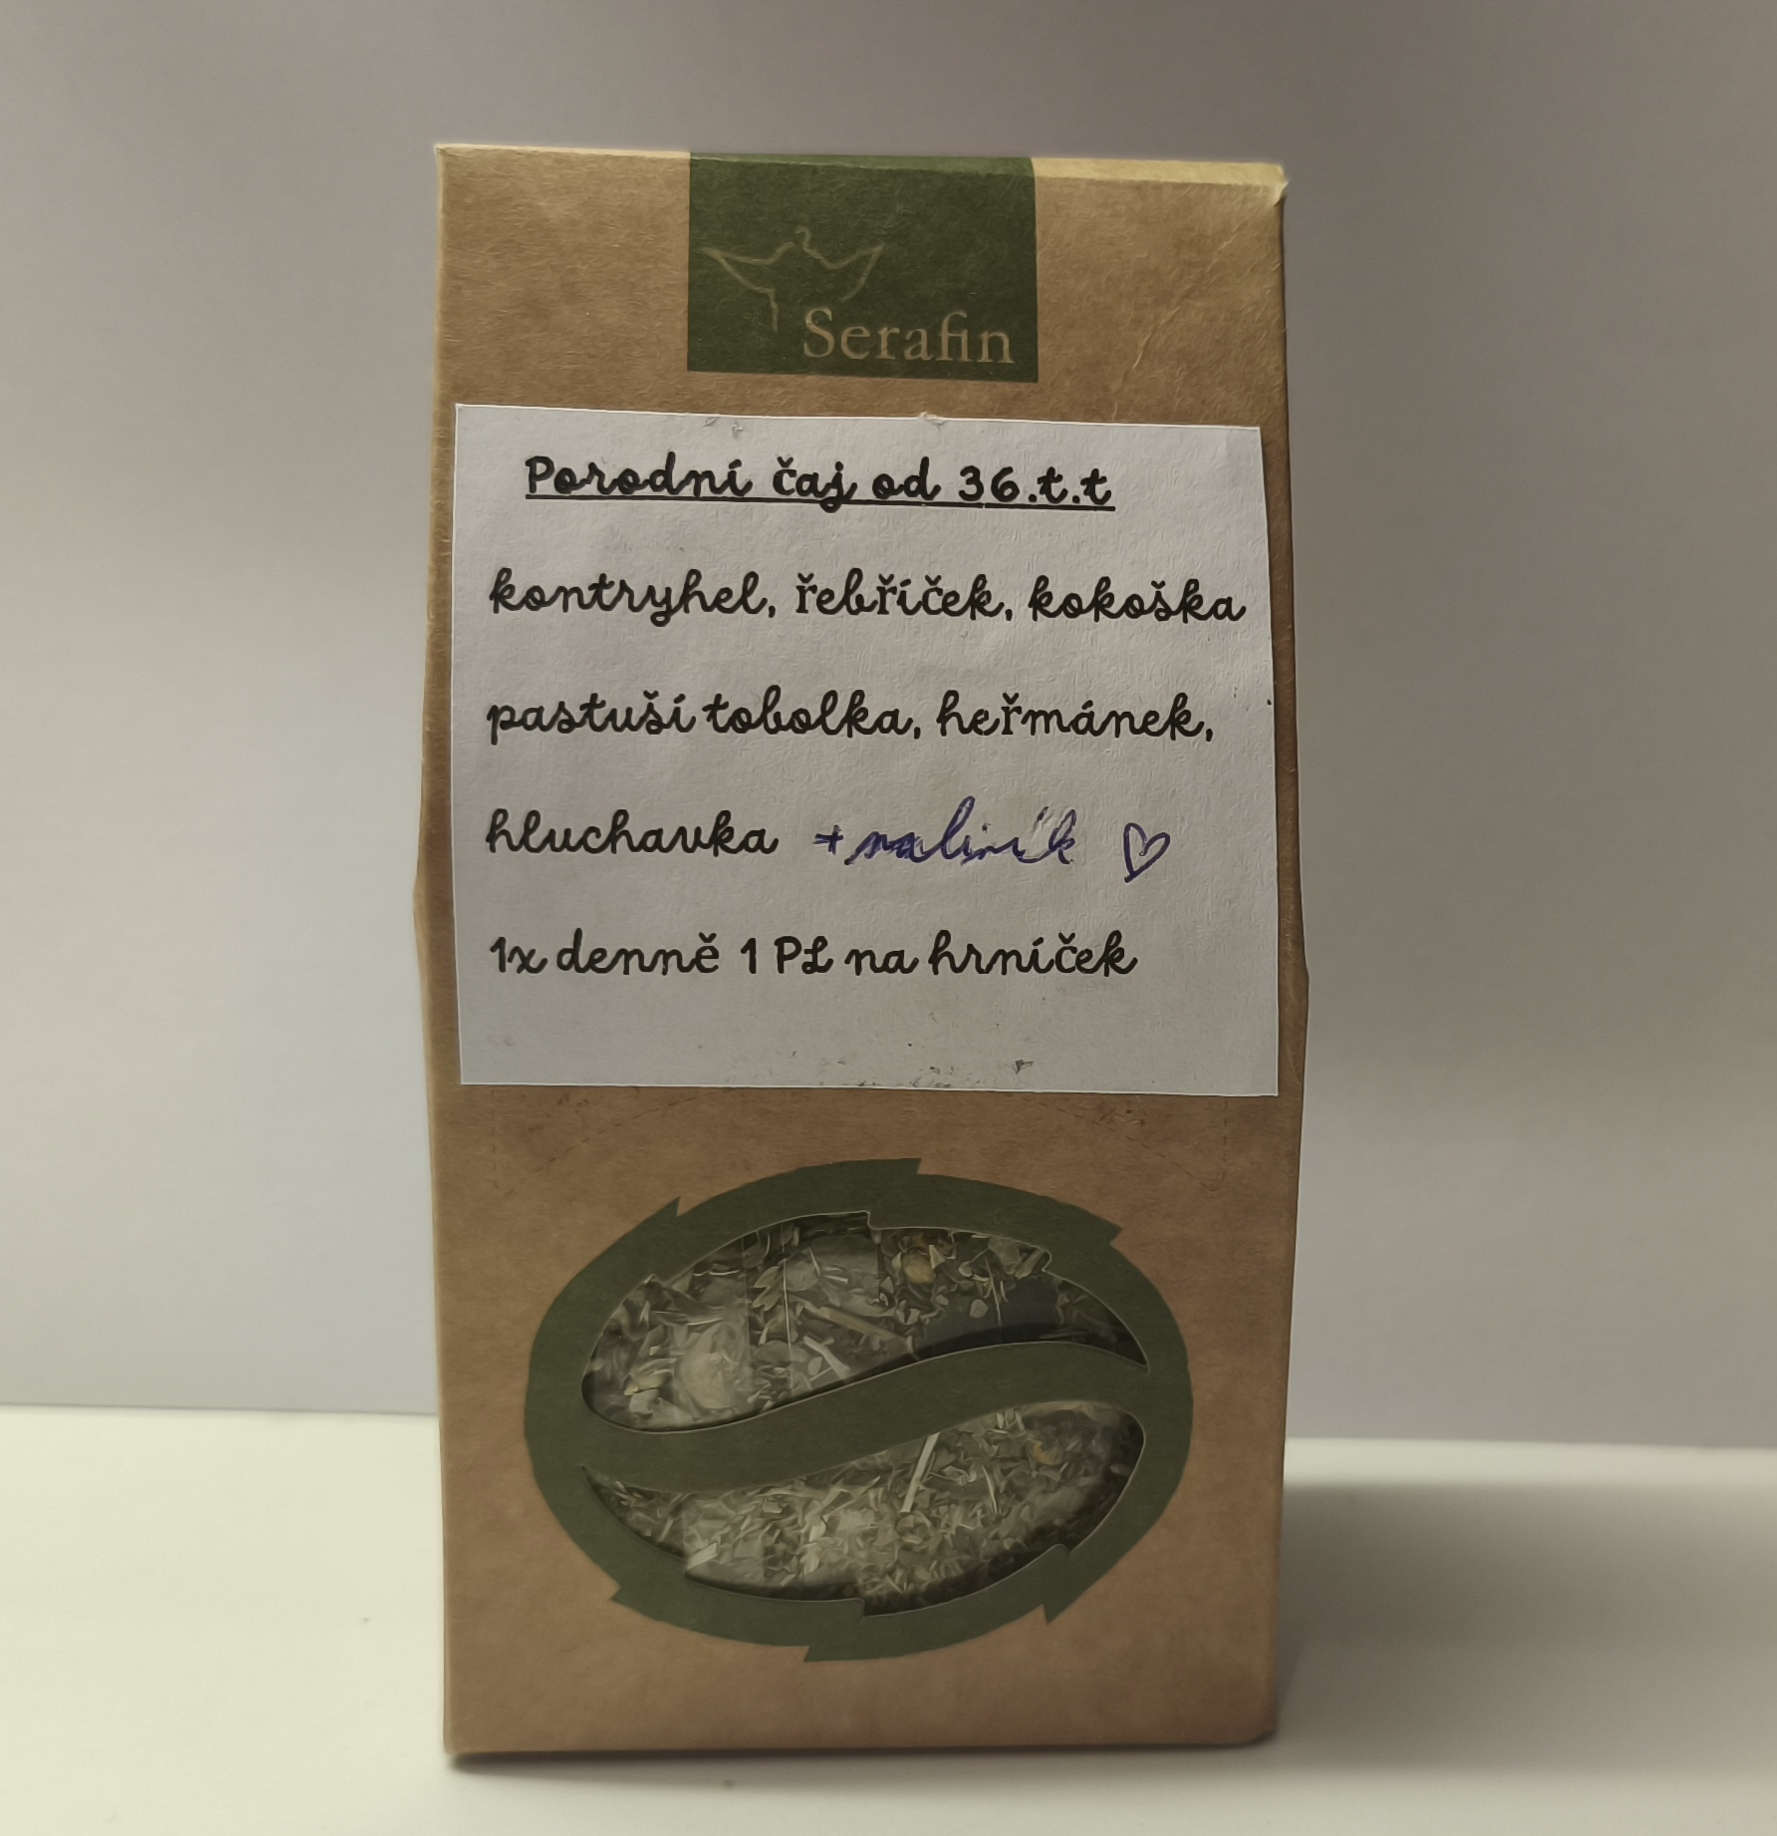 Serafin
Porodní čaj od 36.t.t
kontryhel, řebříček, kokoška
pastuší tobolka, heřmánek,
hluchavka + maliník ♡
1x denně 1 PL na hrníček